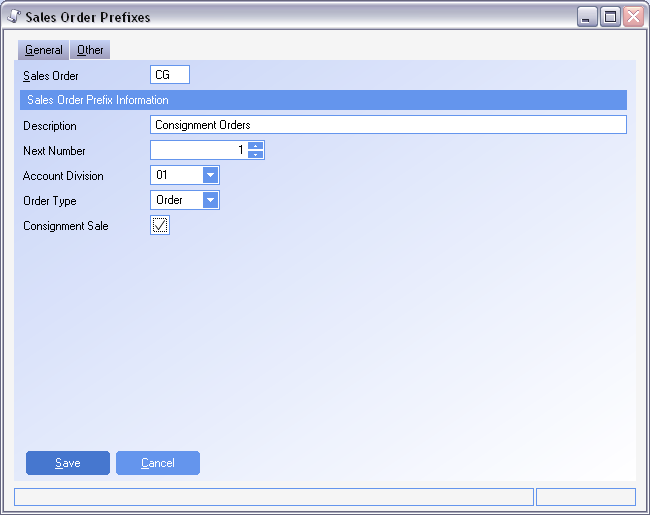 Sales Order Prefixes
General Other
Sales Order CG
Sales Order Prefix Information
Description Consignment Orders
Next Number 1
Account Division 01
Order Type Order
Consignment Sale
Save Cancel